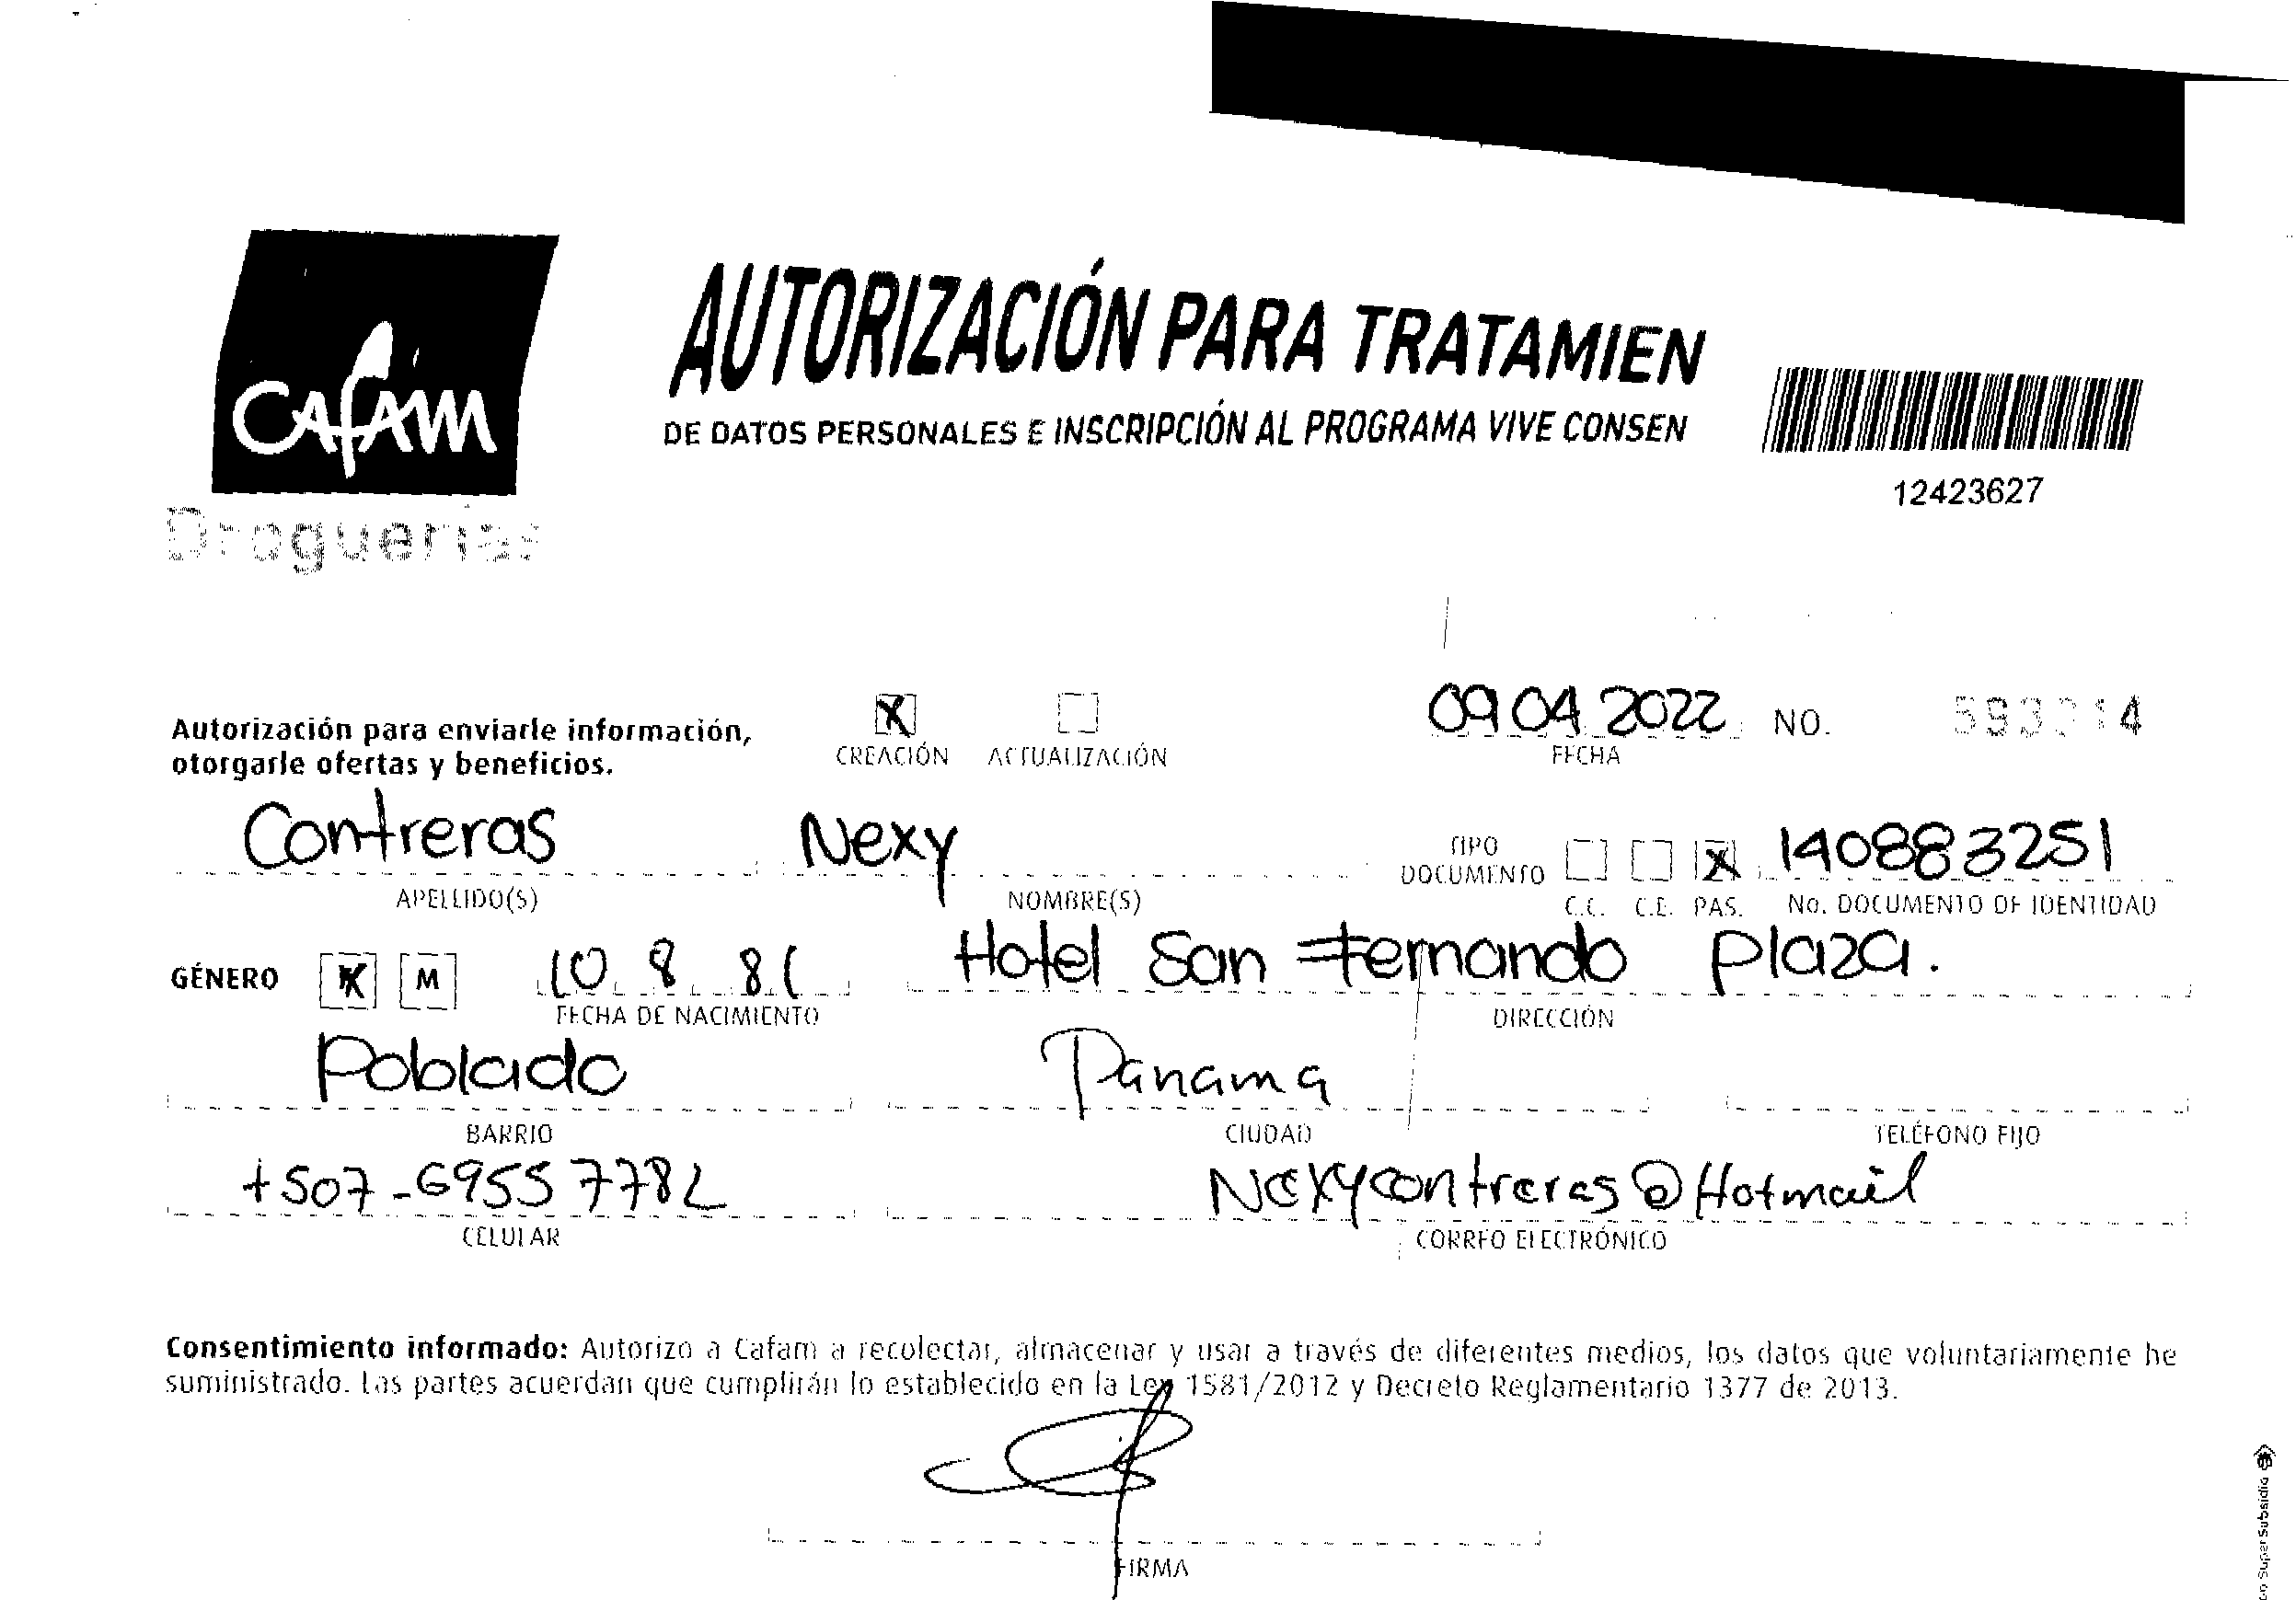 Cafam
Droguerías
AUTORIZACIÓN PARA TRATAMIEN
DE DATOS PERSONALES E INSCRIPCIÓN AL PROGRAMA VIVE CONSEN
12423627
Autorización para enviarle información,
otorgarle ofertas y beneficios.
X CREACIÓN ACTUALIZACIÓN
09 04 2022 NO.
FECHA
Contreras Nexy
APELLIDO(S) NOMBRE(S)
TIPO DOCUMENTO C.C. C.E. X PAS. 140883251
No. DOCUMENTO DE IDENTIDAD
GÉNERO X M 10 8 81 Hotel San Fernando Plaza.
FECHA DE NACIMIENTO DIRECCIÓN
Poblado Panama
BARRIO CIUDAD TELÉFONO FIJO
+507-69557782 Nexycontreras@Hotmail
CELULAR CORREO ELECTRÓNICO
Consentimiento informado: Autorizo a Cafam a recolectar, almacenar y usar a través de diferentes medios, los datos que voluntariamente he
suministrado. Las partes acuerdan que cumplirán lo establecido en la Ley 1581/2012 y Decreto Reglamentario 1377 de 2013.
FIRMA
SuperSubsidio